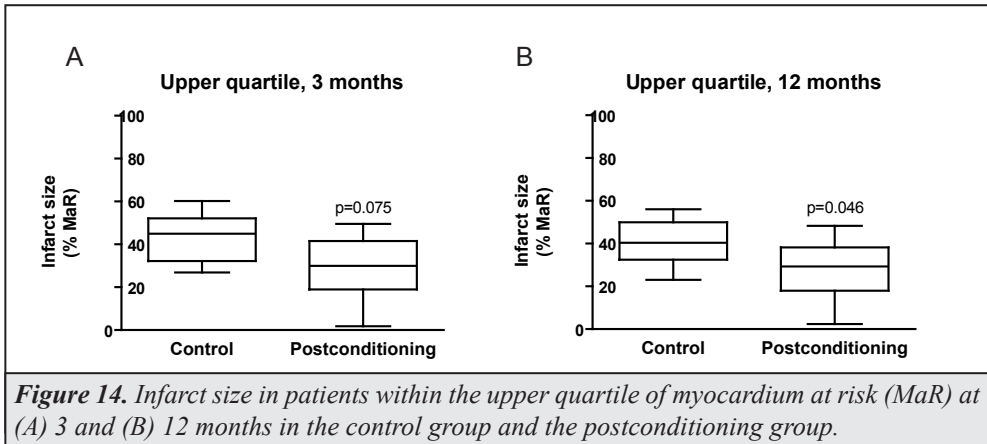 A
Upper quartile, 3 months
Infarct size
(% MaR)
100
80
60
40
20
0
p=0.075
Control
Postconditioning
B
Upper quartile, 12 months
Infarct size
(% MaR)
100
80
60
40
20
0
p=0.046
Control
Postconditioning
Figure 14. Infarct size in patients within the upper quartile of myocardium at risk (MaR) at
(A) 3 and (B) 12 months in the control group and the postconditioning group.